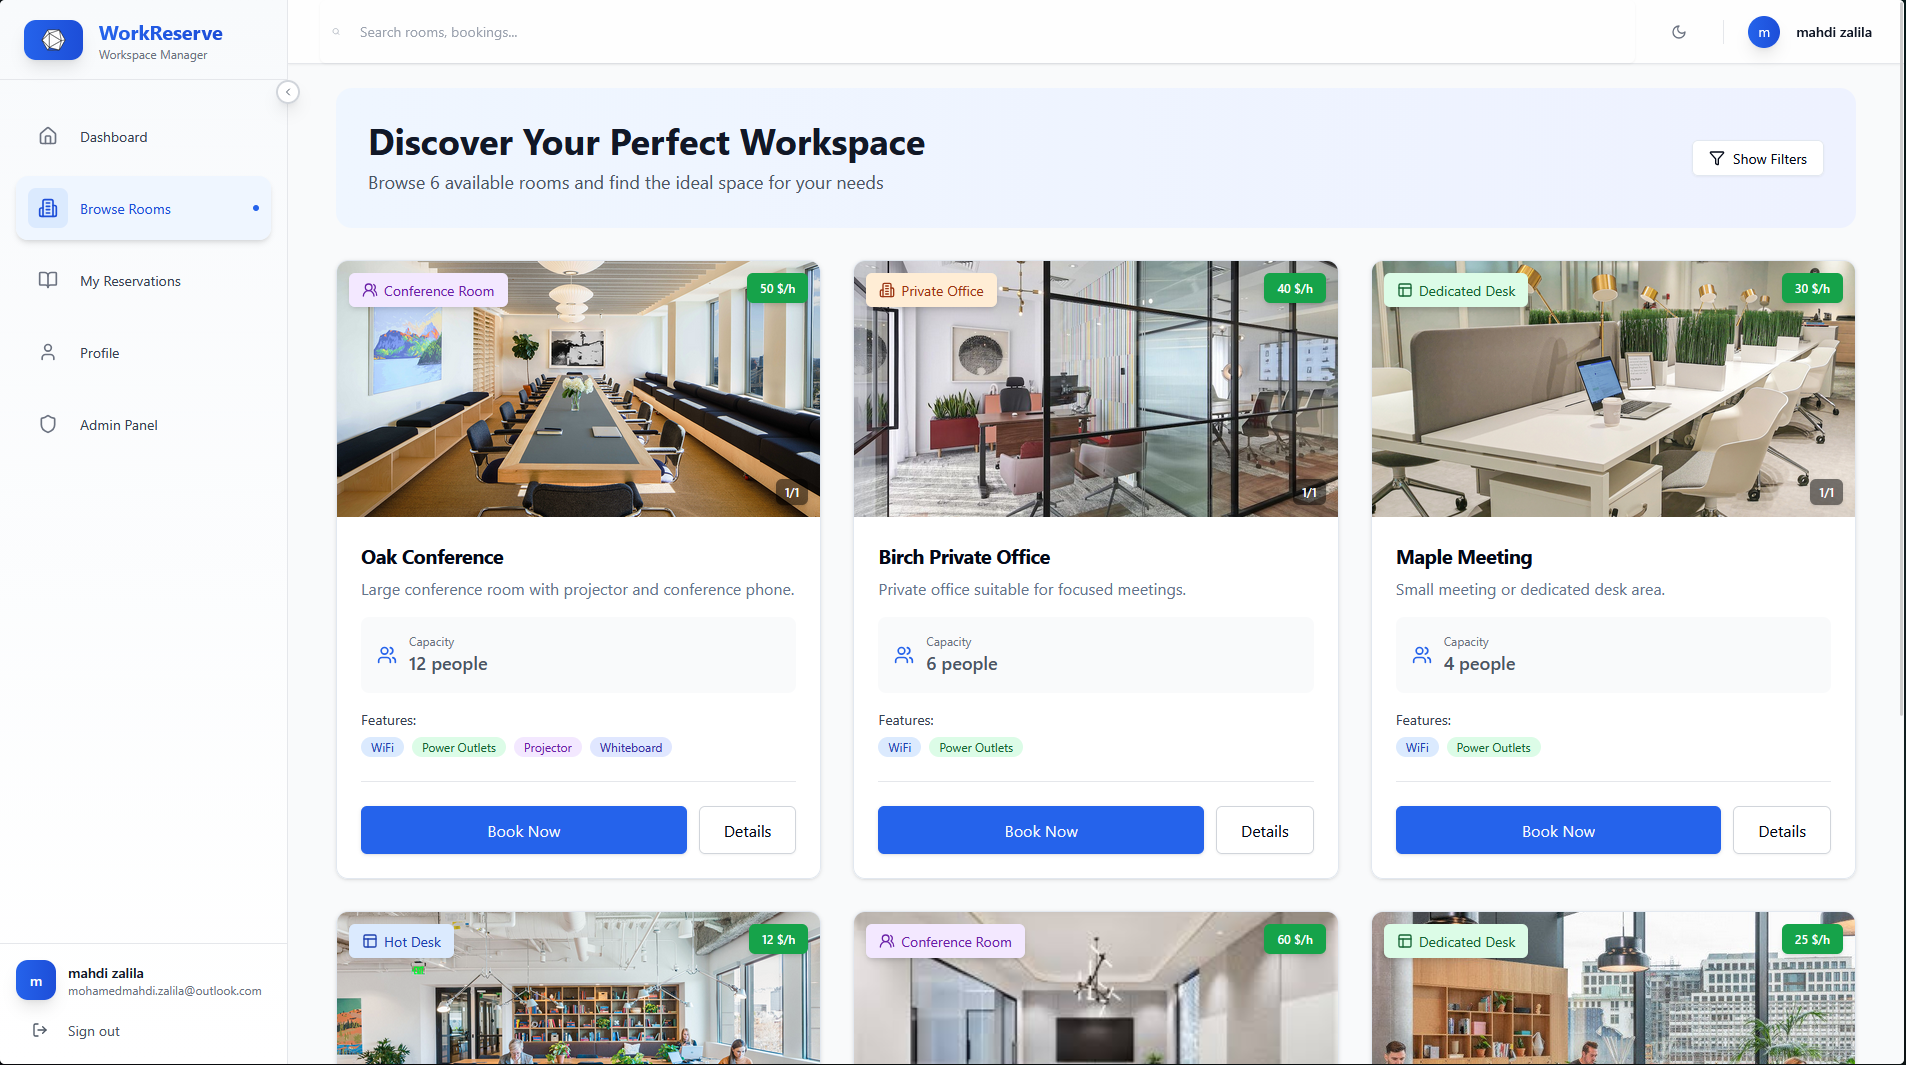 WorkReserve
Workspace Manager
Search rooms, bookings...
m
mahdi zalila
Dashboard
Browse Rooms
My Reservations
Profile
Admin Panel
Discover Your Perfect Workspace
Browse 6 available rooms and find the ideal space for your needs
Show Filters
Conference Room
50 $/h
1/1
Oak Conference
Large conference room with projector and conference phone.
Capacity
12 people
Features:
WiFi
Power Outlets
Projector
Whiteboard
Book Now
Details
Private Office
40 $/h
1/1
Birch Private Office
Private office suitable for focused meetings.
Capacity
6 people
Features:
WiFi
Power Outlets
Book Now
Details
Dedicated Desk
30 $/h
1/1
Maple Meeting
Small meeting or dedicated desk area.
Capacity
4 people
Features:
WiFi
Power Outlets
Book Now
Details
Hot Desk
12 $/h
Conference Room
60 $/h
Dedicated Desk
25 $/h
m
mahdi zalila
mohamedmahdi.zalila@outlook.com
Sign out